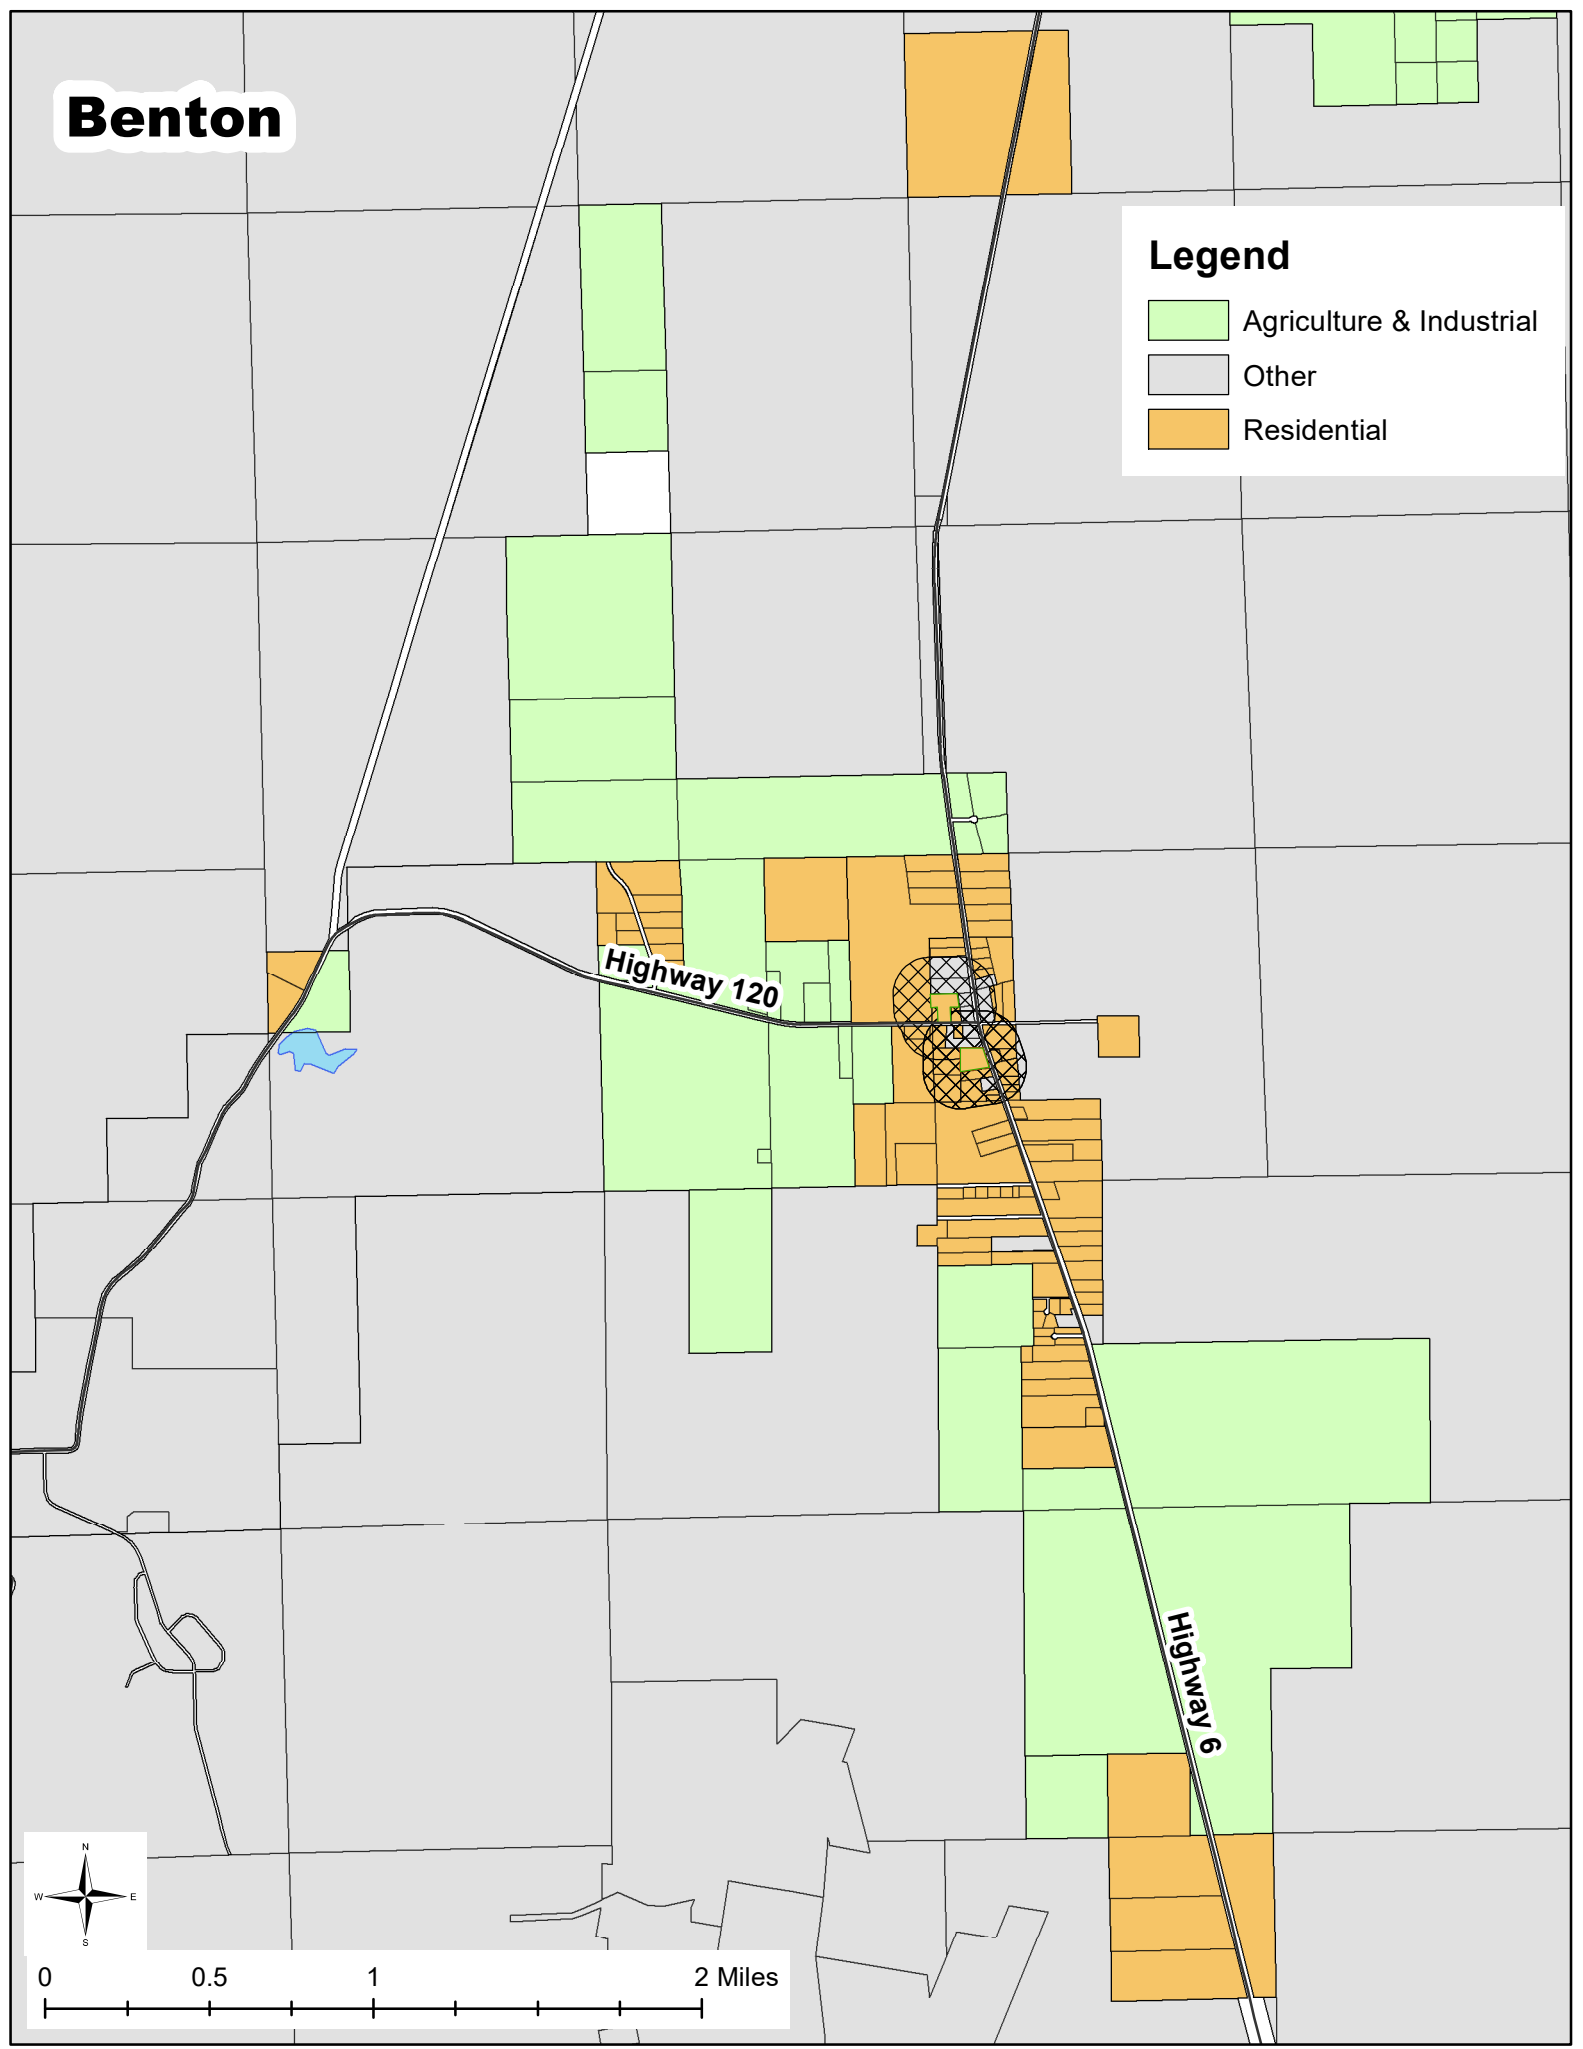 Benton
Legend
Agriculture & Industrial
Other
Residential
Highway 120
Highway 6
N
W E
S
0 0.5 1 2 Miles